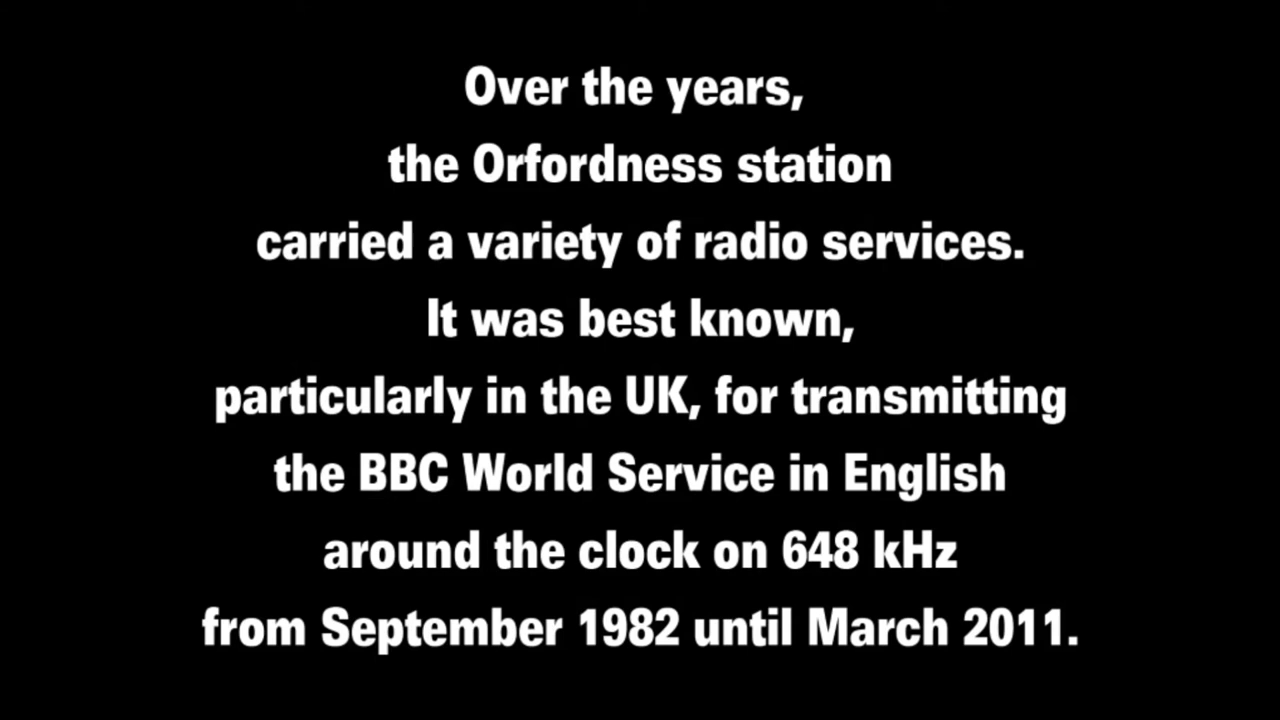 Over the years,
the Orfordness station
carried a variety of radio services.
It was best known,
particularly in the UK, for transmitting
the BBC World Service in English
around the clock on 648 kHz
from September 1982 until March 2011.